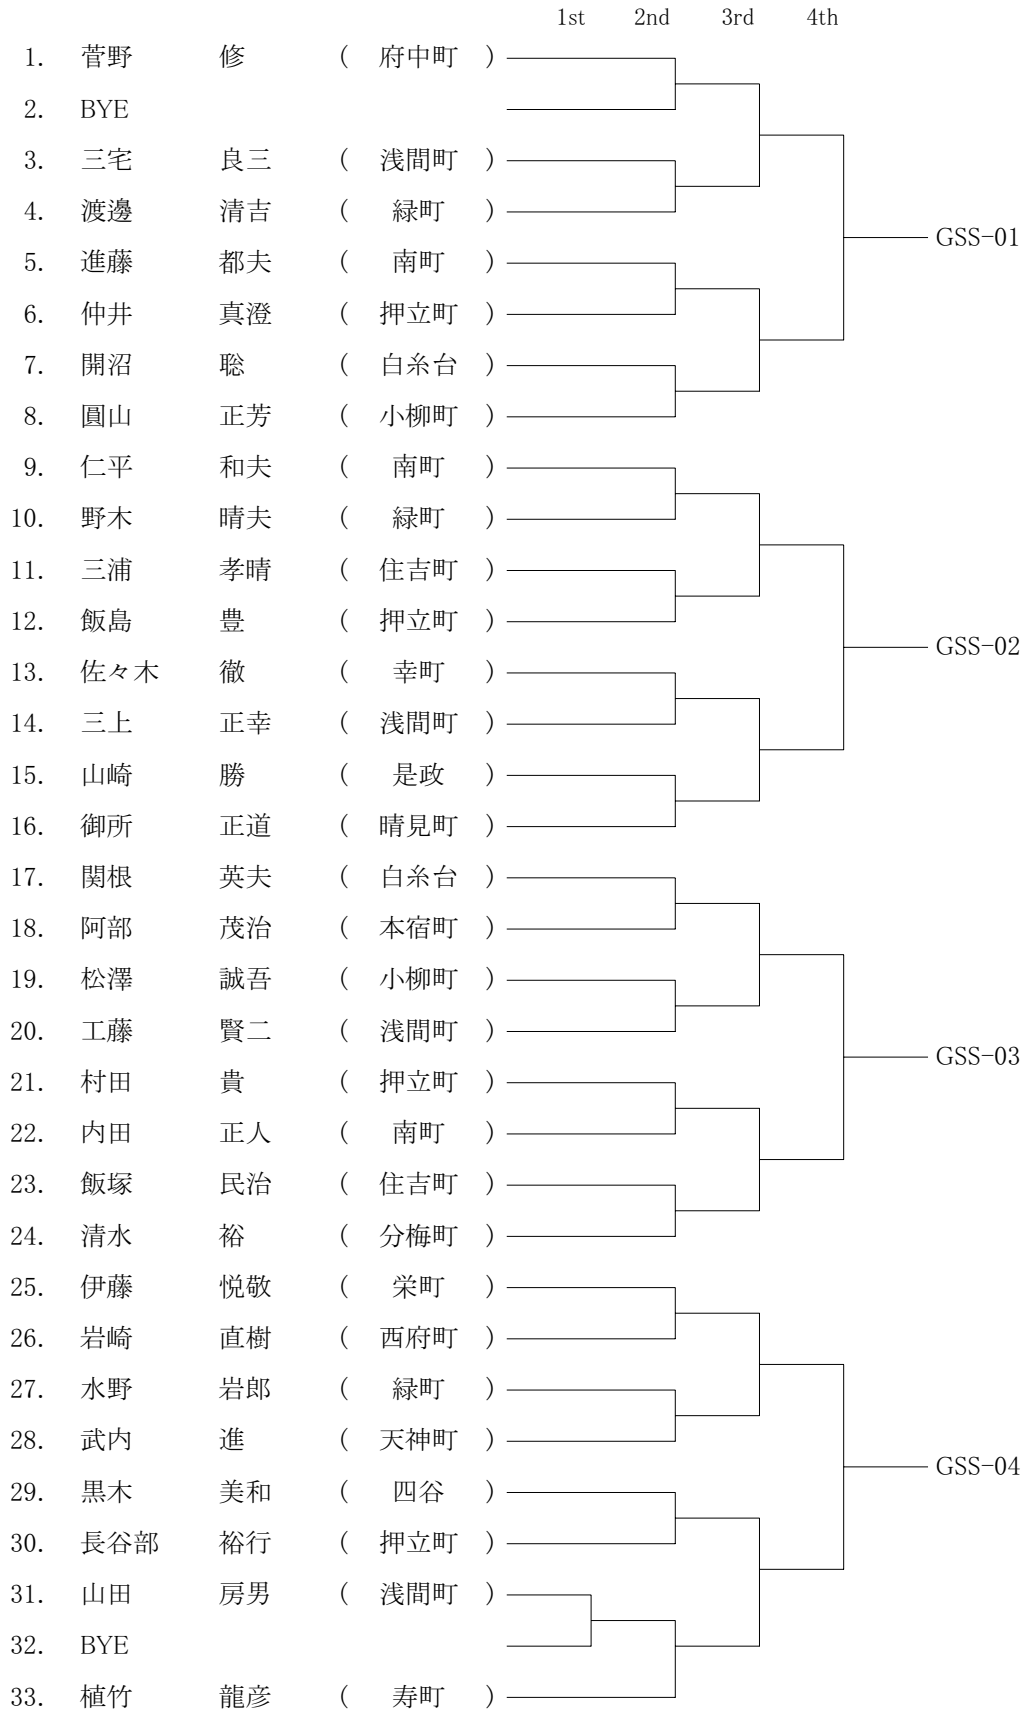 1st 2nd 3rd 4th
1. 菅野 修 ( 府中町 )
2. BYE
3. 三宅 良三 ( 浅間町 )
4. 渡邊 清吉 ( 緑町 )
GSS-01
5. 進藤 都夫 ( 南町 )
6. 仲井 真澄 ( 押立町 )
7. 開沼 聡 ( 白糸台 )
8. 圓山 正芳 ( 小柳町 )
9. 仁平 和夫 ( 南町 )
10. 野木 晴夫 ( 緑町 )
11. 三浦 孝晴 ( 住吉町 )
12. 飯島 豊 ( 押立町 )
GSS-02
13. 佐々木 徹 ( 幸町 )
14. 三上 正幸 ( 浅間町 )
15. 山崎 勝 ( 是政 )
16. 御所 正道 ( 晴見町 )
17. 関根 英夫 ( 白糸台 )
18. 阿部 茂治 ( 本宿町 )
19. 松澤 誠吾 ( 小柳町 )
20. 工藤 賢二 ( 浅間町 )
GSS-03
21. 村田 貴 ( 押立町 )
22. 内田 正人 ( 南町 )
23. 飯塚 民治 ( 住吉町 )
24. 清水 裕 ( 分梅町 )
25. 伊藤 悦敬 ( 栄町 )
26. 岩崎 直樹 ( 西府町 )
27. 水野 岩郎 ( 緑町 )
28. 武内 進 ( 天神町 )
GSS-04
29. 黒木 美和 ( 四谷 )
30. 長谷部 裕行 ( 押立町 )
31. 山田 房男 ( 浅間町 )
32. BYE
33. 植竹 龍彦 ( 寿町 )